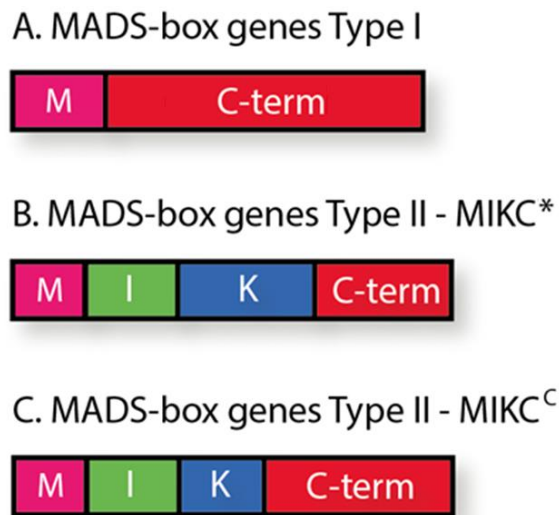 A. MADS-box genes Type I
M C-term
B. MADS-box genes Type II - MIKC*
M I K C-term
C. MADS-box genes Type II - MIKC^C
M I K C-term